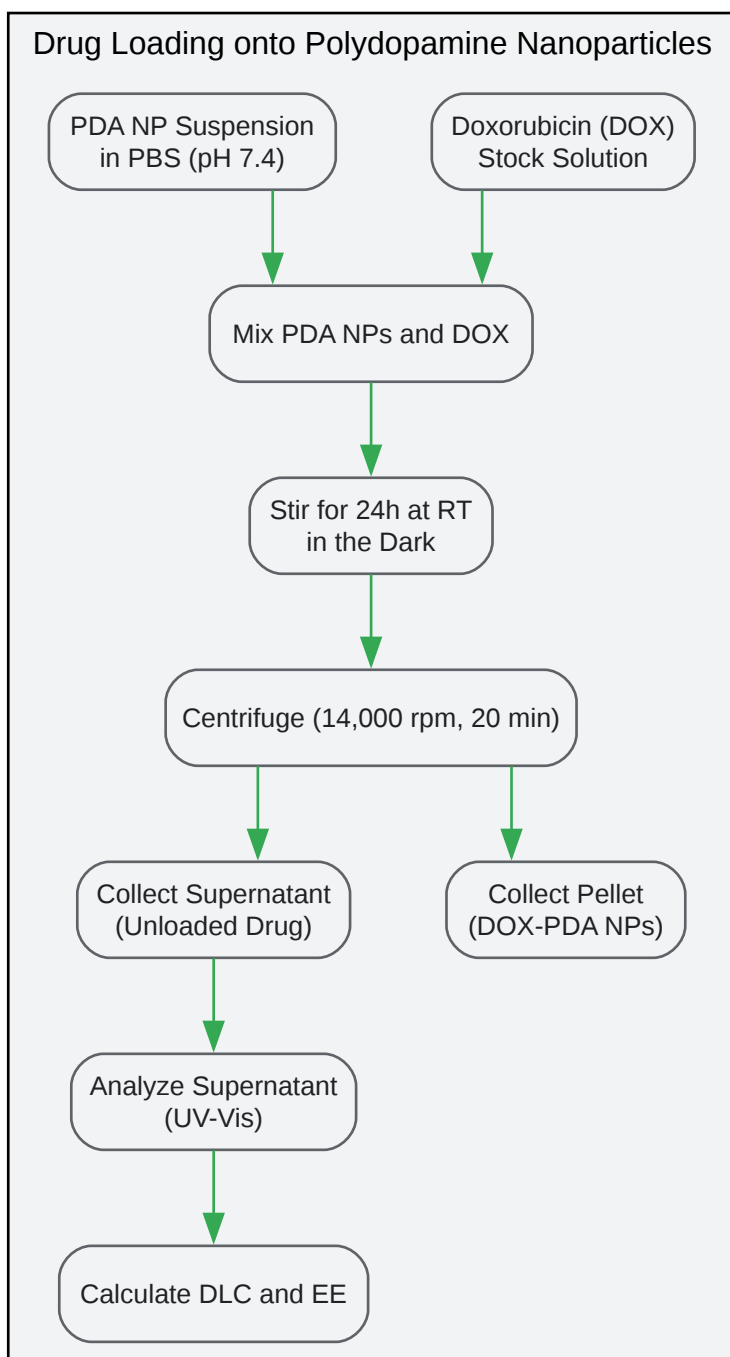 Drug Loading onto Polydopamine Nanoparticles
PDA NP Suspension
in PBS (pH 7.4)
Doxorubicin (DOX)
Stock Solution
Mix PDA NPs and DOX
Stir for 24h at RT
in the Dark
Centrifuge (14,000 rpm, 20 min)
Collect Supernatant
(Unloaded Drug)
Collect Pellet
(DOX-PDA NPs)
Analyze Supernatant
(UV-Vis)
Calculate DLC and EE